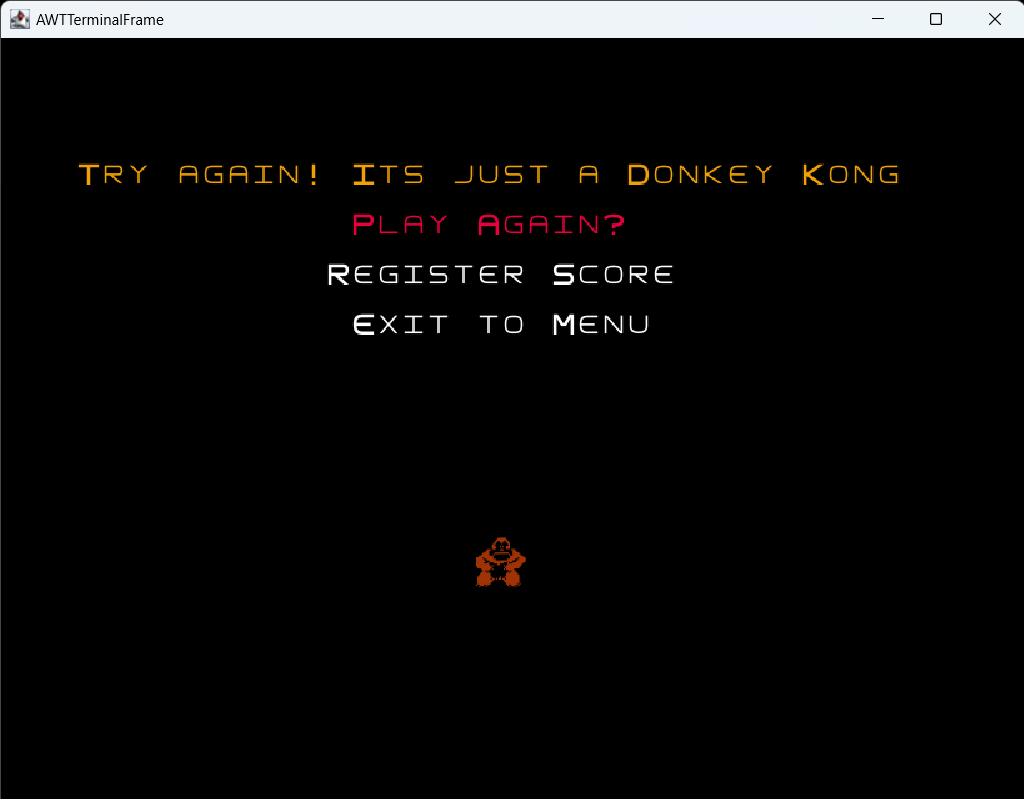 AWTTerminalFrame
Try again! Its just a Donkey Kong
Play Again?
Register Score
Exit to Menu